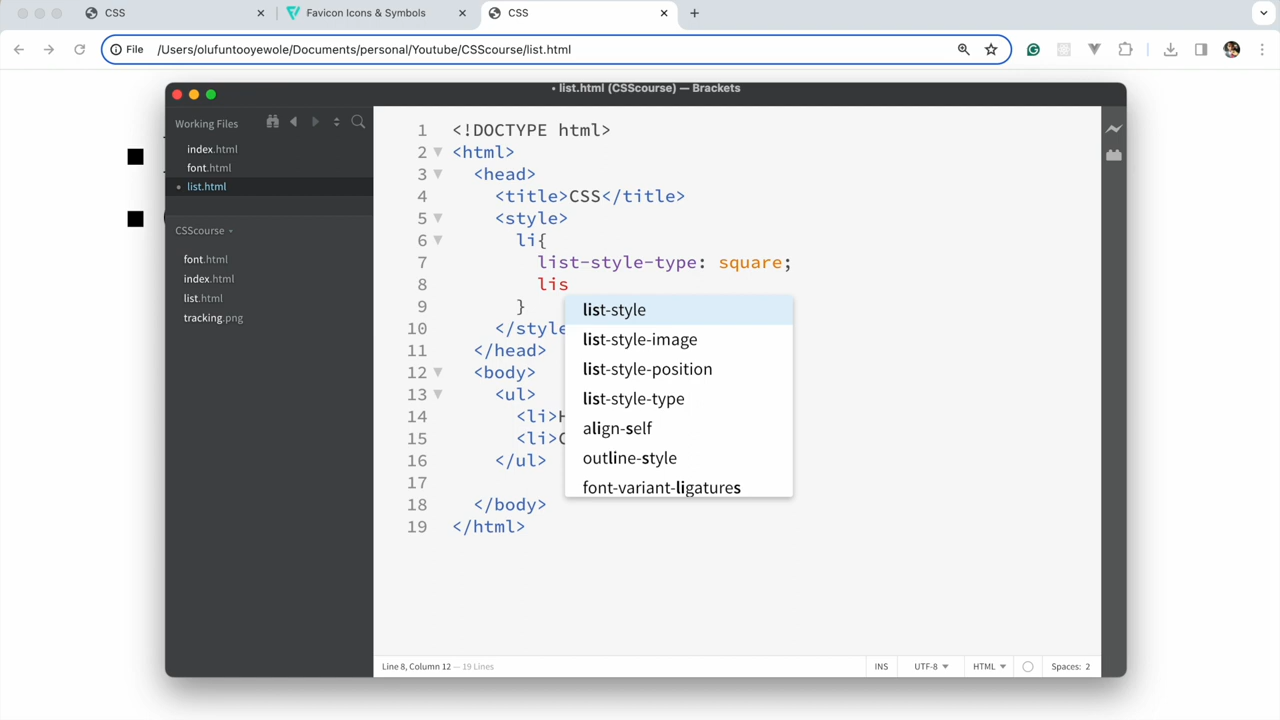 CSS
Favicon Icons & Symbols
CSS
File /Users/olufuntooyewole/Documents/personal/Youtube/CSScourse/list.html
• list.html (CSScourse) — Brackets
Working Files
index.html
font.html
• list.html
CSScourse
font.html
index.html
list.html
tracking.png
1 <!DOCTYPE html>
2 <html>
3 <head>
4 <title>CSS</title>
5 <style>
6 li{
7 list-style-type: square;
8 lis
9 }
10 </style
11 </head>
12 <body>
13 <ul>
14 <li>H
15 <li>C
16 </ul>
17
18 </body>
19 </html>
list-style
list-style-image
list-style-position
list-style-type
align-self
outline-style
font-variant-ligatures
Line 8, Column 12 — 19 Lines
INS UTF-8 HTML Spaces: 2